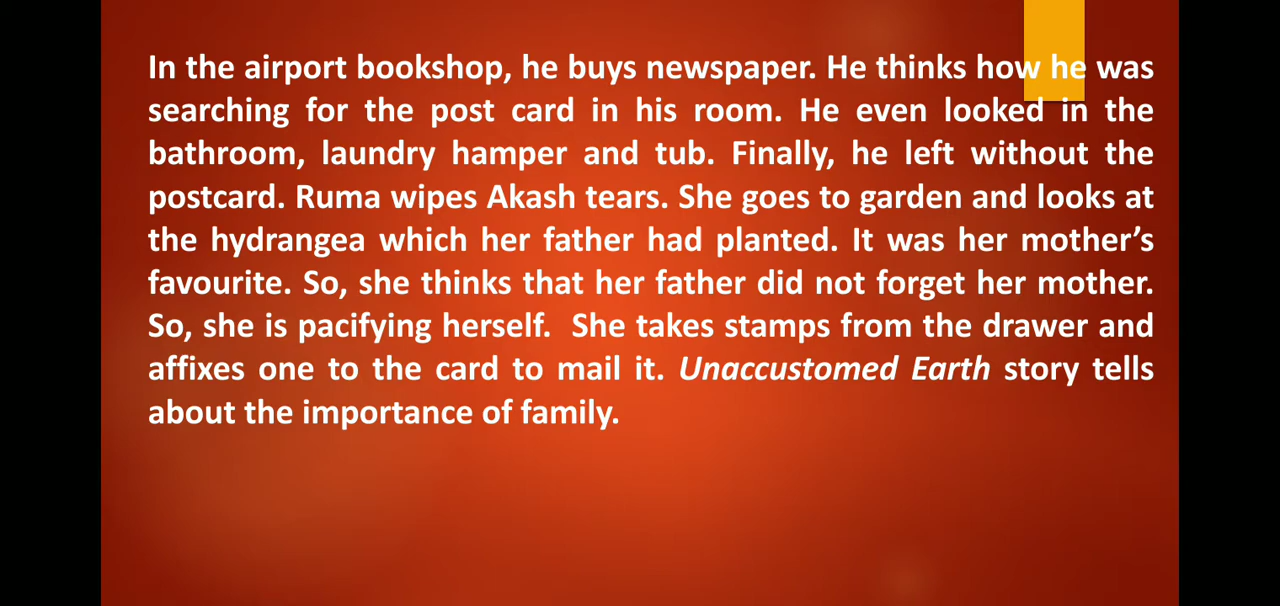 In the airport bookshop, he buys newspaper. He thinks how he was
searching for the post card in his room. He even looked in the
bathroom, laundry hamper and tub. Finally, he left without the
postcard. Ruma wipes Akash tears. She goes to garden and looks at
the hydrangea which her father had planted. It was her mother’s
favourite. So, she thinks that her father did not forget her mother.
So, she is pacifying herself.  She takes stamps from the drawer and
affixes one to the card to mail it. Unaccustomed Earth story tells
about the importance of family.